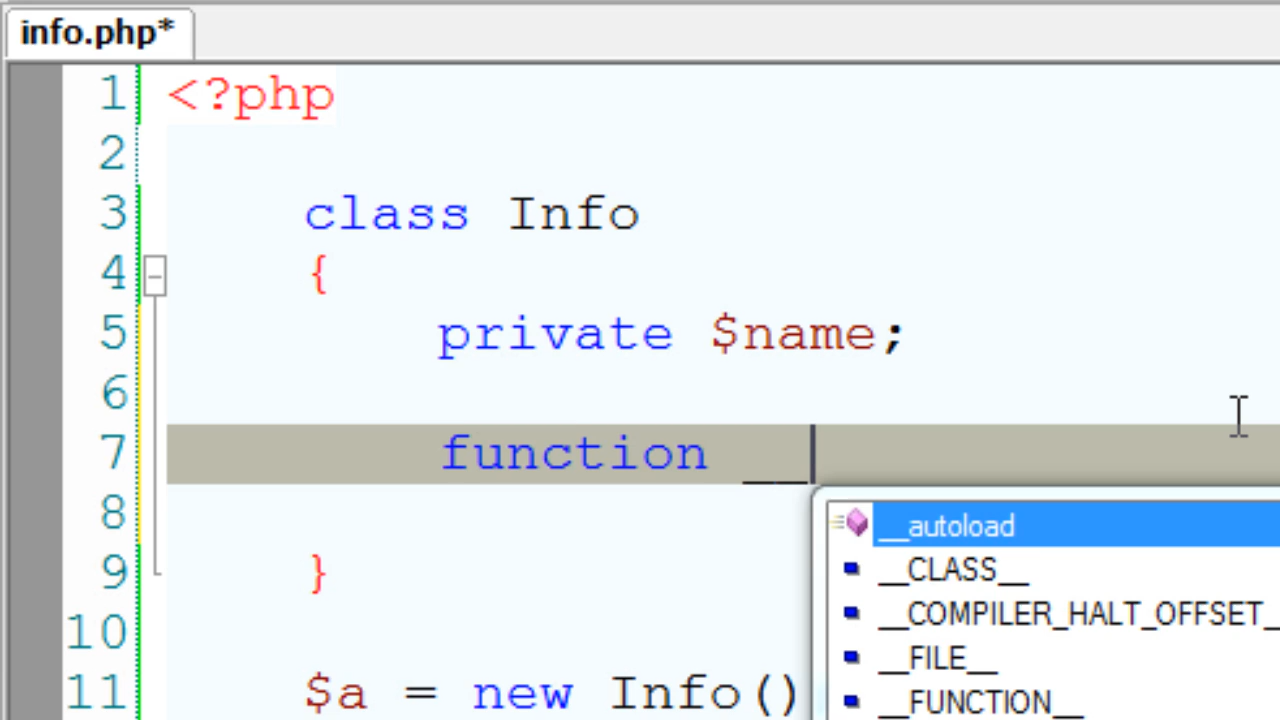 info.php*
1 <?php
2
3 class Info
4 {
5 private $name;
6
7 function __
__autoload
8
__CLASS__
9 }
__COMPILER_HALT_OFFSET_
10
__FILE__
11 $a = new Info()
__FUNCTION__